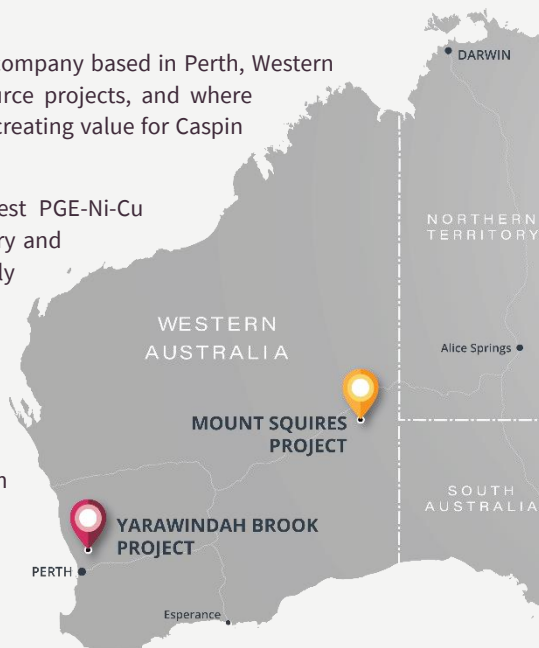 company based in Perth, Western
urce projects, and where
creating value for Caspin
est PGE-Ni-Cu
ry and
ly
n
DARWIN
NORTHERN
TERRITORY
WESTERN
AUSTRALIA
Alice Springs
MOUNT SQUIRES
PROJECT
SOUTH
AUSTRALIA
YARAWINDAH BROOK
PROJECT
PERTH
Esperance